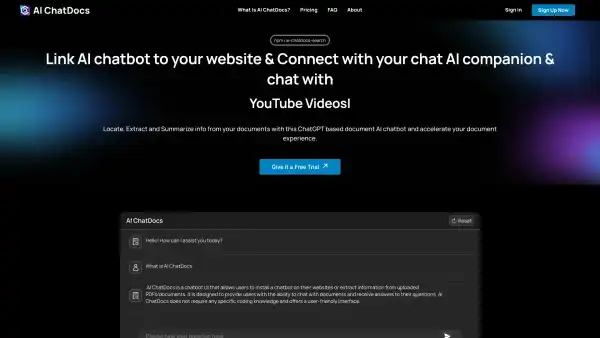 AI ChatDocs
What is AI ChatDocs?
Pricing
FAQ
About
Sign In
Sign Up Now
Link AI chatbot to your website & Connect with your chat AI companion &
chat with
YouTube Videos|
Locate, Extract and Summarize info from your documents with this ChatGPT based document AI chatbot and accelerate your document
experience.
Give it a Free Trial
AI ChatDocs
Reset
Hello! How can I assist you today?
What is AI ChatDocs
AI ChatDocs is a chatbot UI that allows users to install a chatbot on their websites or extract information from uploaded
PDFs/documents. It is designed to provide users with the ability to chat with documents and receive answers to their questions. AI
ChatDocs does not require any specific coding knowledge and offers a user-friendly interface.